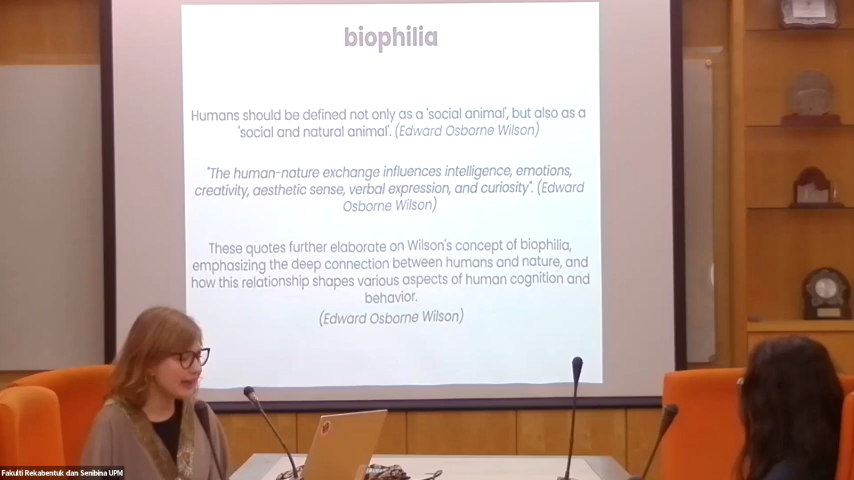 biophilia
Humans should be defined not only as a 'social animal', but also as a
'social and natural animal'. (Edward Osborne Wilson)
"The human-nature exchange influences intelligence, emotions,
creativity, aesthetic sense, verbal expression, and curiosity". (Edward
Osborne Wilson)
These quotes further elaborate on Wilson's concept of biophilia,
emphasizing the deep connection between humans and nature, and
how this relationship shapes various aspects of human cognition and
behavior.
(Edward Osborne Wilson)
Fakulti Rekabentuk dan Senibina UPM